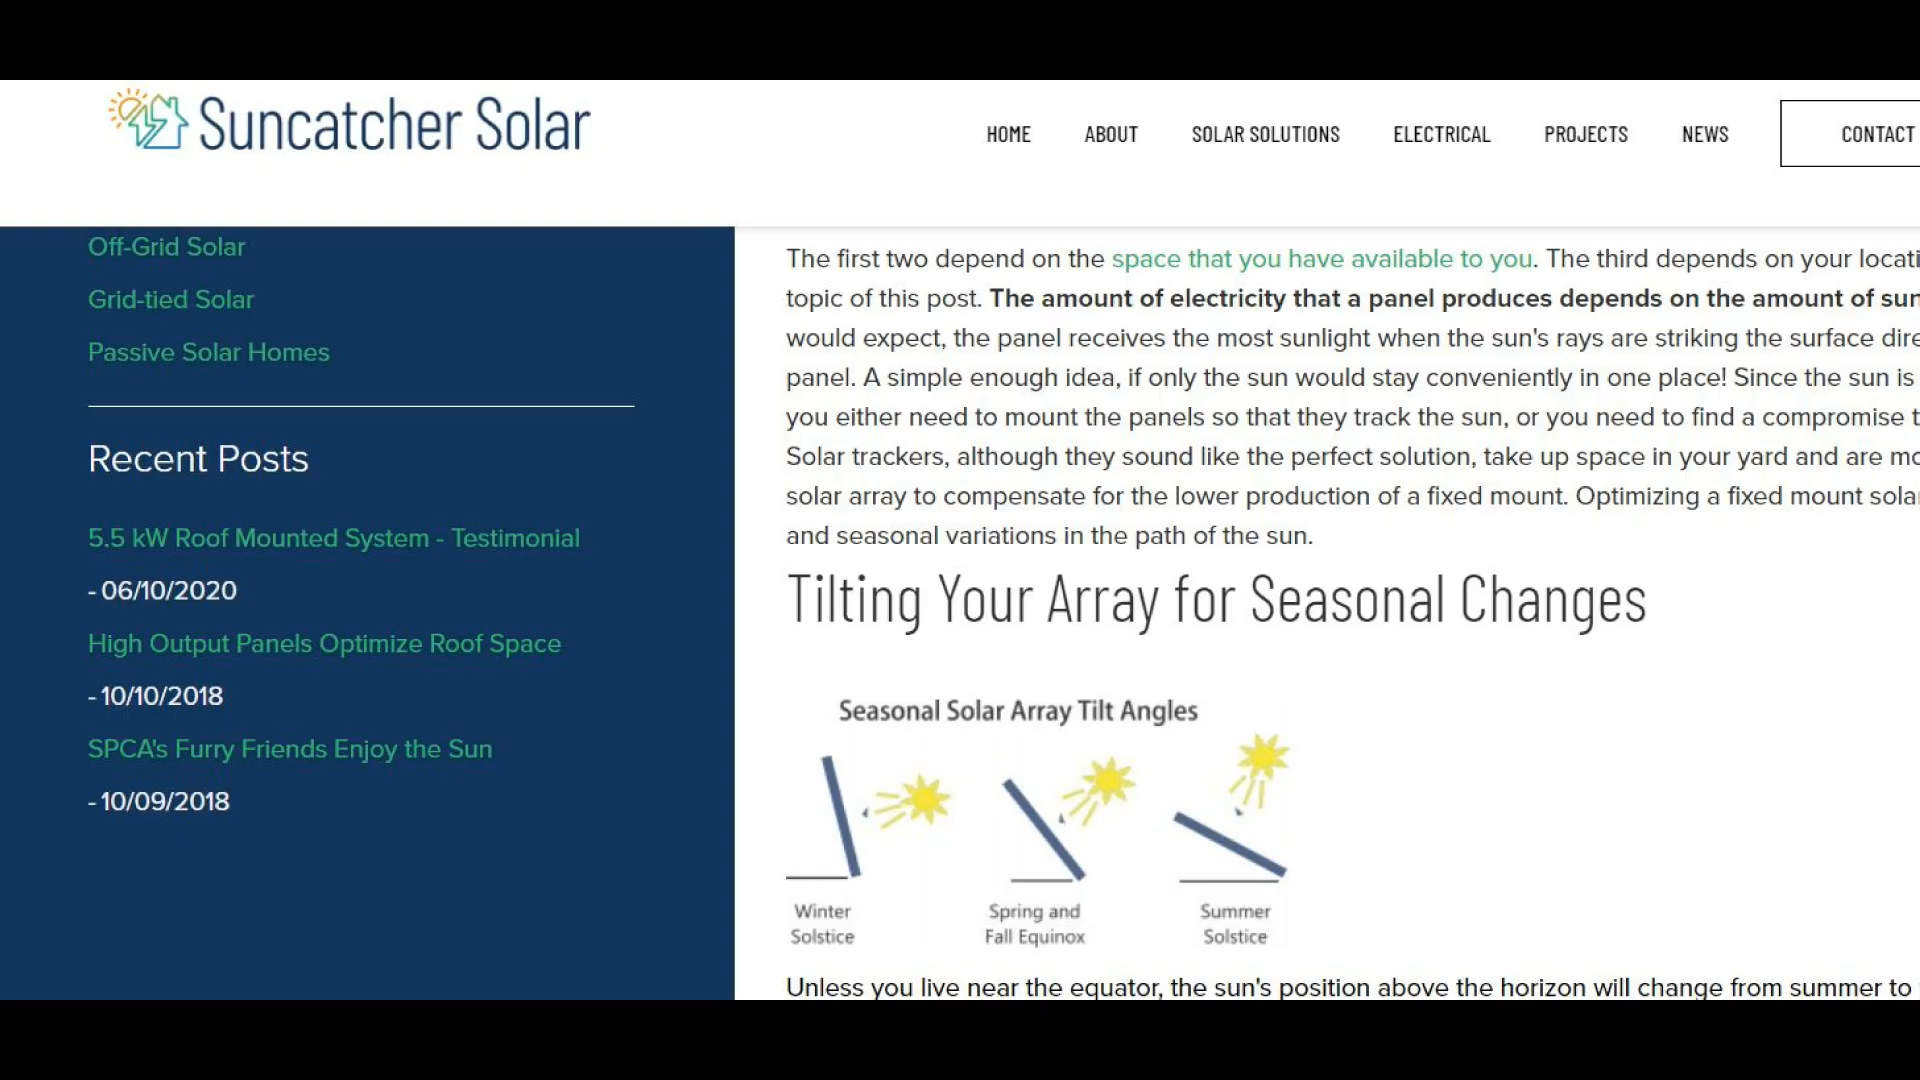 Suncatcher Solar
HOME ABOUT SOLAR SOLUTIONS ELECTRICAL PROJECTS NEWS CONTACT
Off-Grid Solar
Grid-tied Solar
Passive Solar Homes
Recent Posts
5.5 kW Roof Mounted System - Testimonial
- 06/10/2020
High Output Panels Optimize Roof Space
- 10/10/2018
SPCA's Furry Friends Enjoy the Sun
- 10/09/2018
The first two depend on the space that you have available to you. The third depends on your
topic of this post. The amount of electricity that a panel produces depends on the amount of
would expect, the panel receives the most sunlight when the sun's rays are striking the surface
panel. A simple enough idea, if only the sun would stay conveniently in one place! Since the sun is
you either need to mount the panels so that they track the sun, or you need to find a compromise
Solar trackers, although they sound like the perfect solution, take up space in your yard and are
solar array to compensate for the lower production of a fixed mount. Optimizing a fixed mount
and seasonal variations in the path of the sun.
Tilting Your Array for Seasonal Changes
Seasonal Solar Array Tilt Angles
Winter
Solstice
Spring and
Fall Equinox
Summer
Solstice
Unless you live near the equator, the sun's position above the horizon will change from summer to